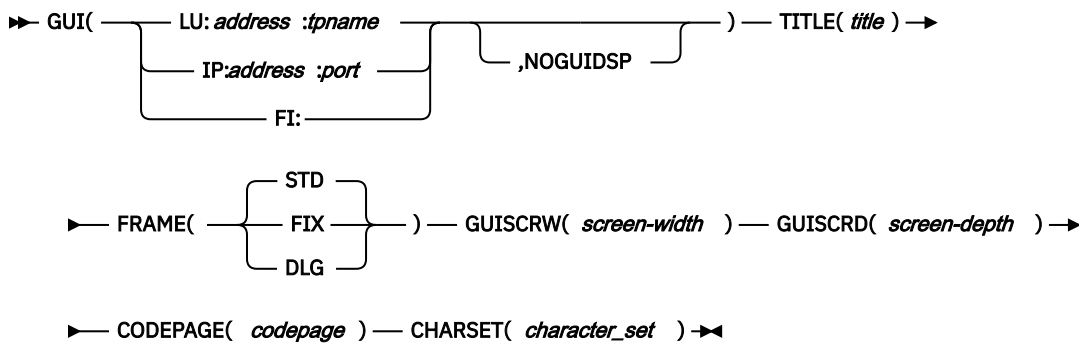 GUI( LU: address :tpname ) TITLE( title )
IP:address :port ,NOGUIDSP
FI:
STD
FRAME( FIX ) GUISCRW( screen-width ) GUISCRD( screen-depth )
DLG
CODEPAGE( codepage ) CHARSET( character_set )